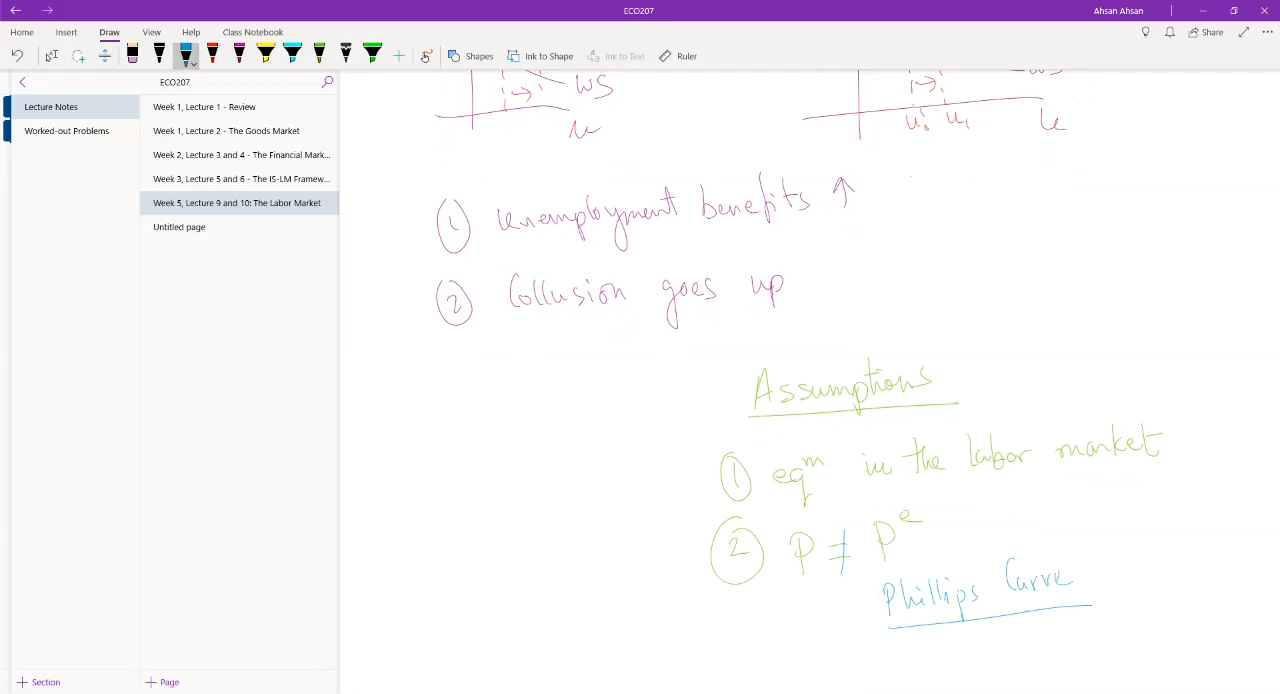 ECO207
Ahsan Ahsan
Home Insert Draw View Help Class Notebook
Share
Shapes Ink to Shape Ink to Text Ruler
ECO207
Lecture Notes
Worked-out Problems
Week 1, Lecture 1 - Review
Week 1, Lecture 2 - The Goods Market
Week 2, Lecture 3 and 4 - The Financial Mark...
Week 3, Lecture 5 and 6 - The IS-LM Framew...
Week 5, Lecture 9 and 10: The Labor Market
Untitled page
WS
u
WS
u₀ u₁ u
① Unemployment benefits ↑
② Collusion goes up
Assumptions
① eqᵐ in the labor market
② P ≠ Pᵉ
Phillips Curve
+ Section
+ Page